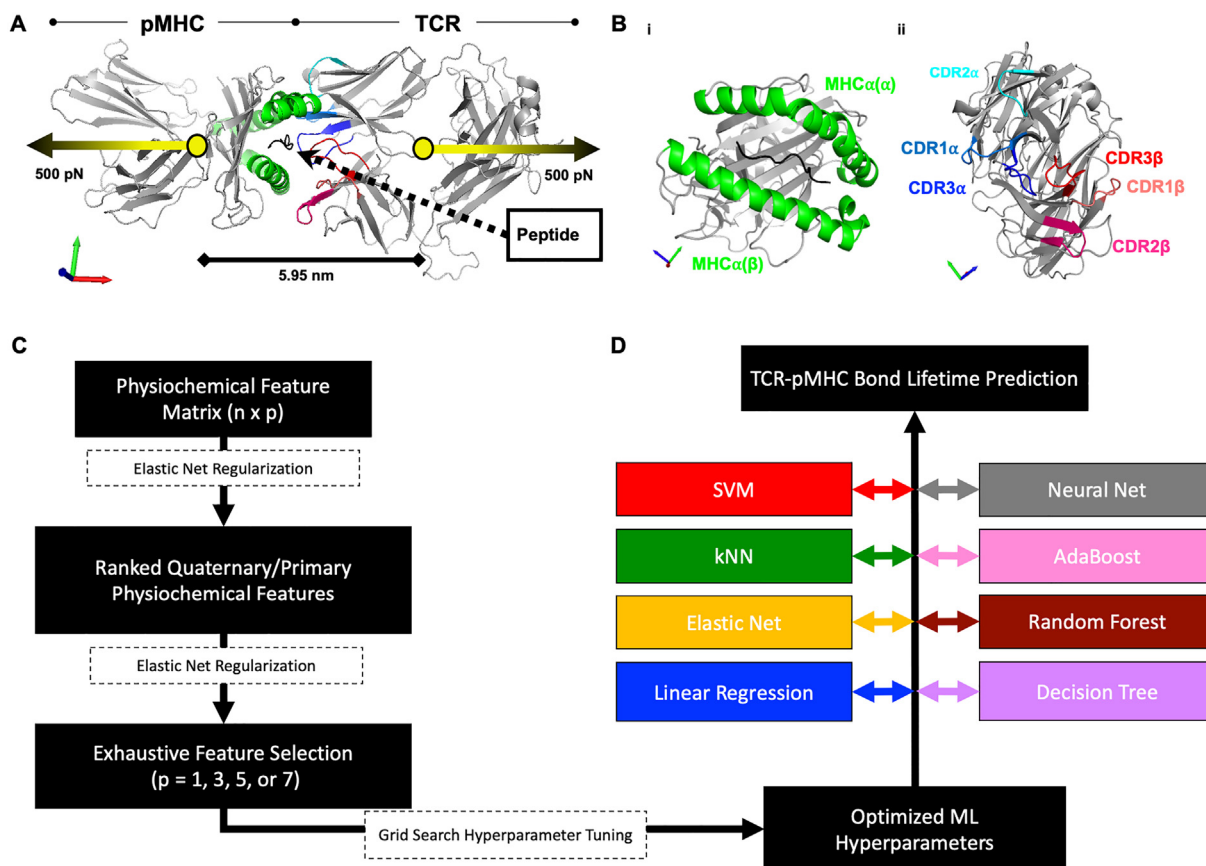 A
pMHC
TCR
500 pN
500 pN
Peptide
5.95 nm
B
i
MHCα(α)
MHCα(β)
ii
CDR2α
CDR1α
CDR3α
CDR3β
CDR1β
CDR2β
C
Physiochemical Feature
Matrix (n x p)
Elastic Net Regularization
Ranked Quaternary/Primary
Physiochemical Features
Elastic Net Regularization
Exhaustive Feature Selection
(p = 1, 3, 5, or 7)
Grid Search Hyperparameter Tuning
D
TCR-pMHC Bond Lifetime Prediction
SVM
Neural Net
kNN
AdaBoost
Elastic Net
Random Forest
Linear Regression
Decision Tree
Optimized ML
Hyperparameters